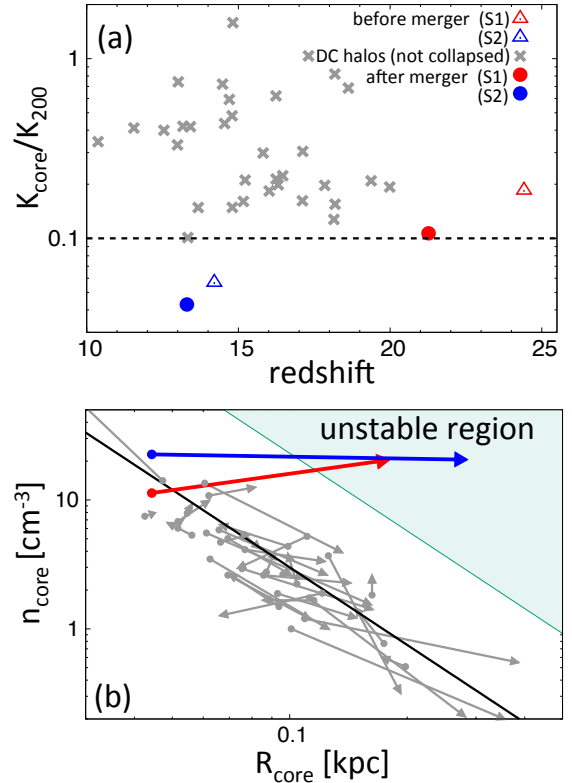 (a)
before merger (S1)
(S2)
DC halos (not collapsed)
after merger (S1)
(S2)
K_core/K_200
1
0.1
10 15 20 25
redshift
(b)
unstable region
n_core [cm^-3]
10
1
0.1
R_core [kpc]